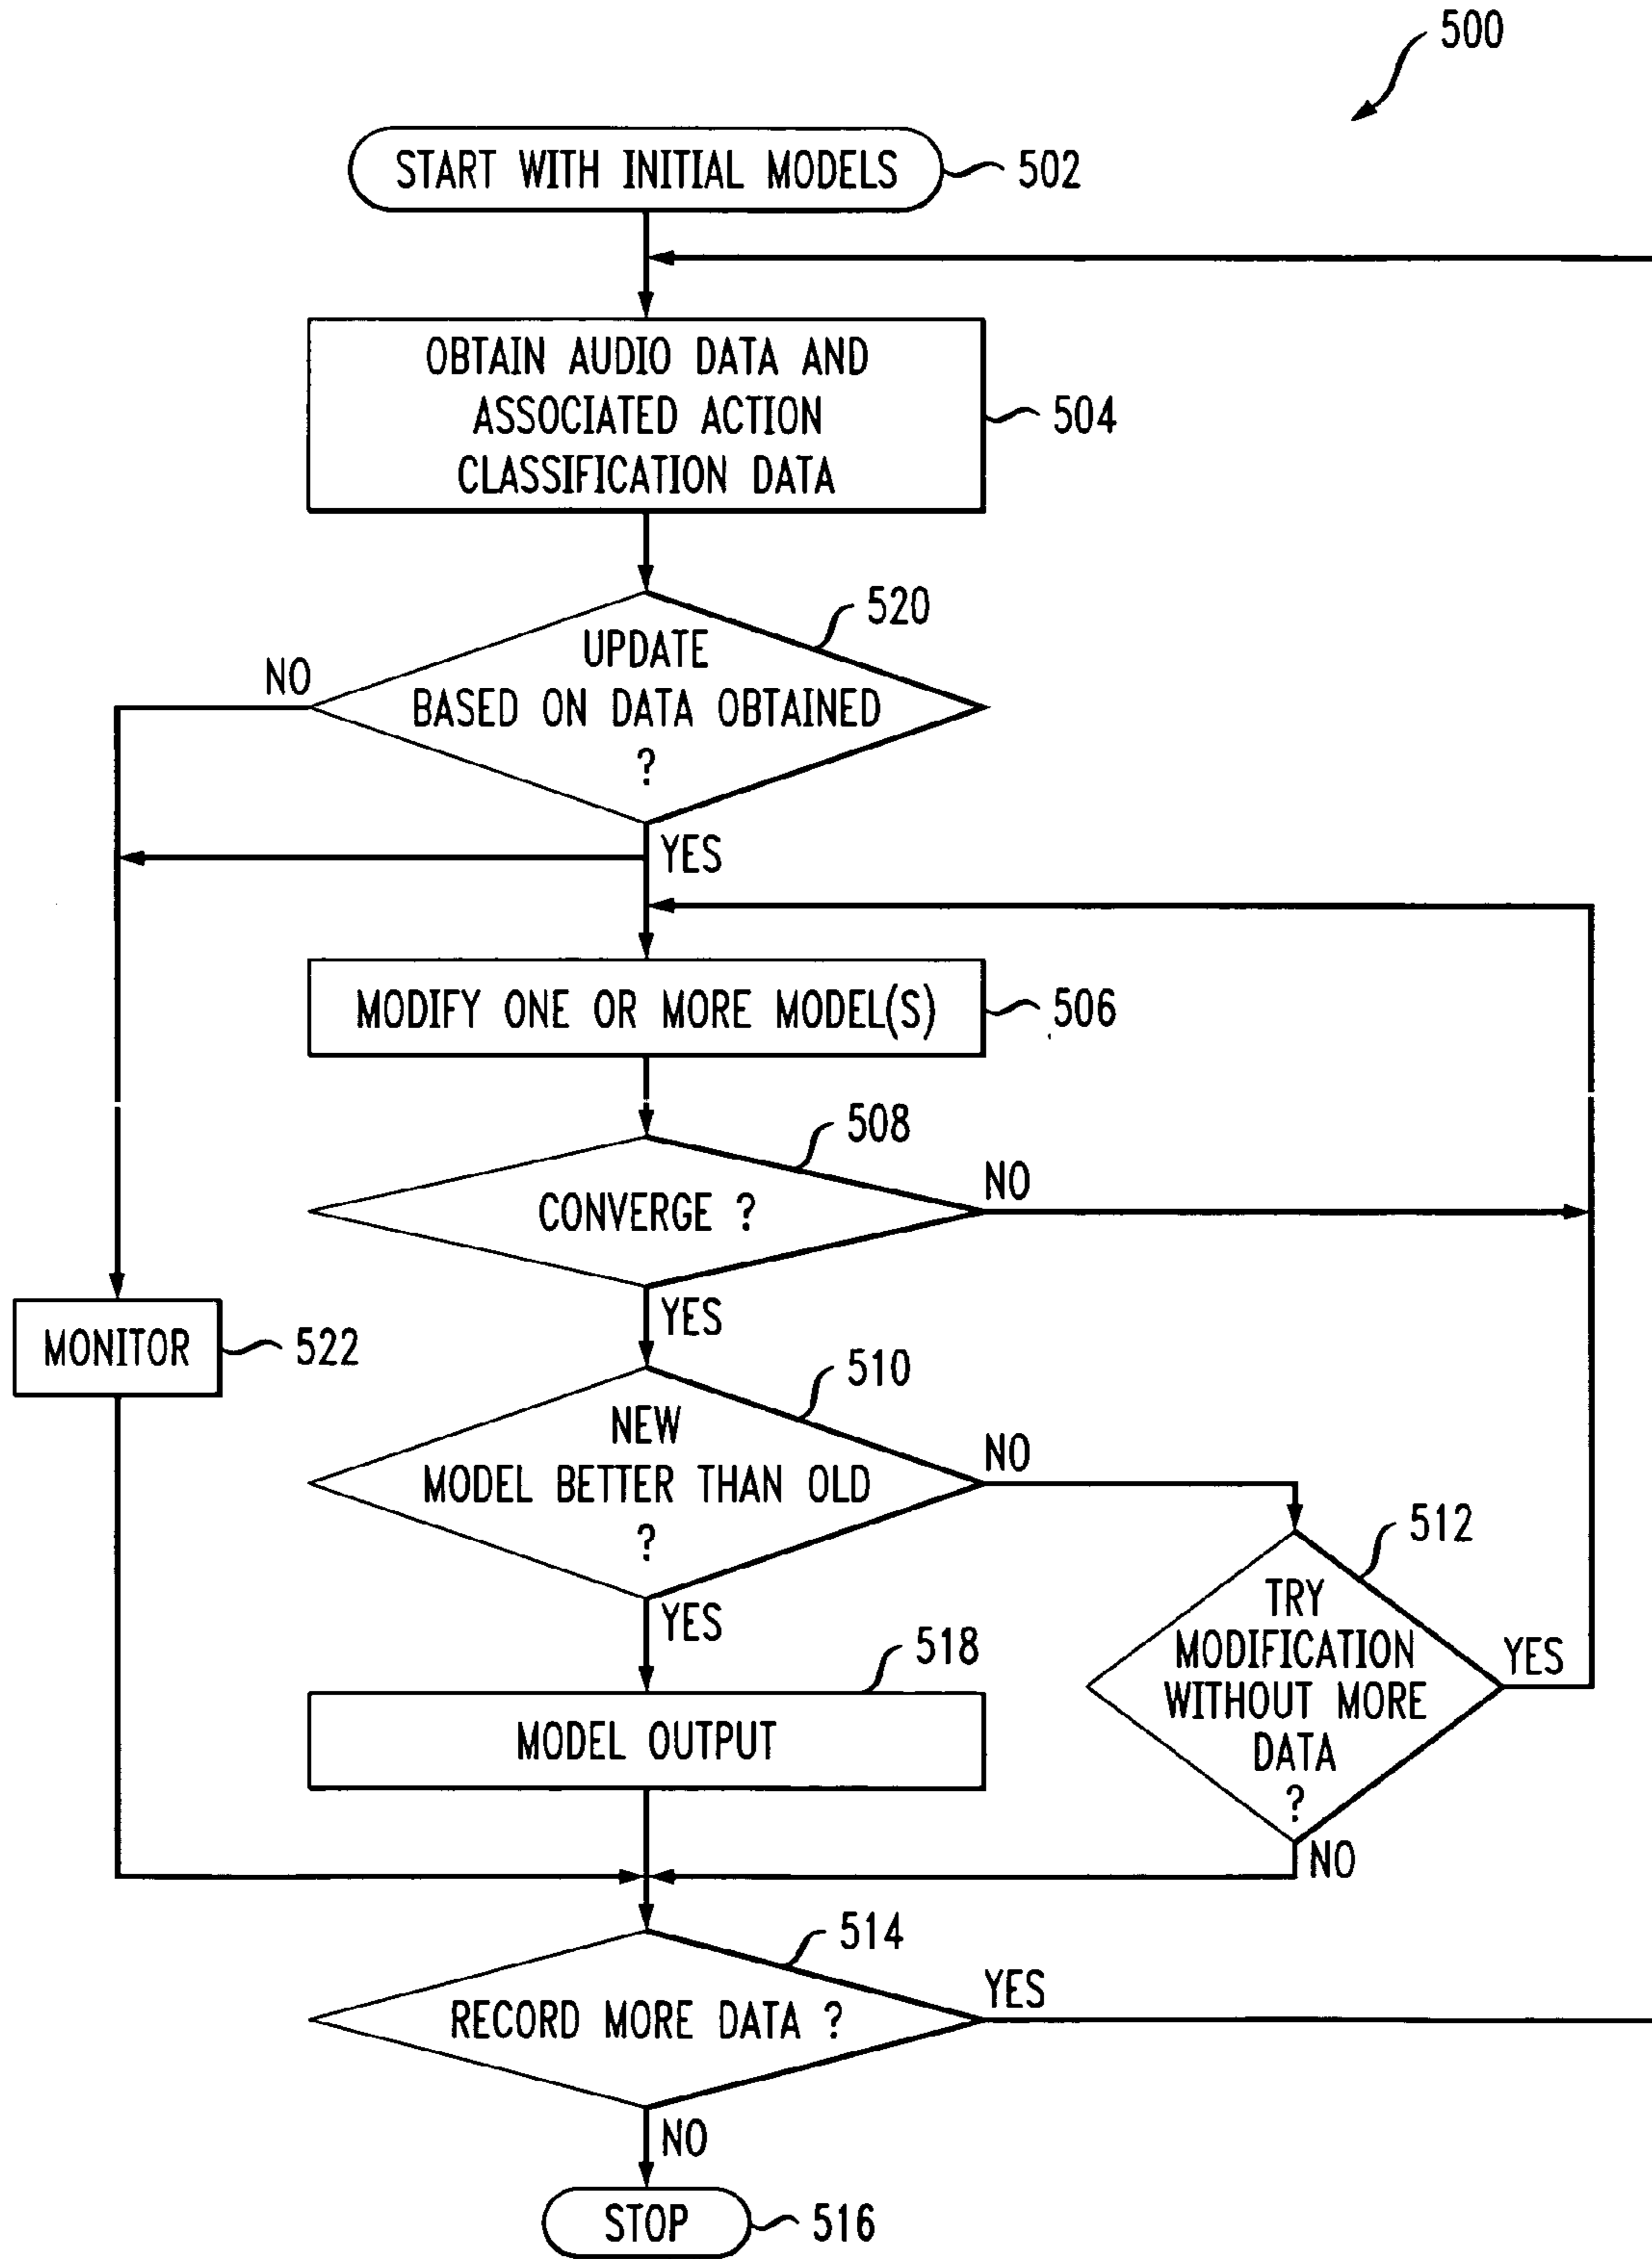 500
START WITH INITIAL MODELS
502
OBTAIN AUDIO DATA AND
ASSOCIATED ACTION
CLASSIFICATION DATA
504
520
UPDATE
BASED ON DATA OBTAINED
?
NO
YES
MODIFY ONE OR MORE MODEL(S)
506
508
CONVERGE ?
NO
YES
MONITOR
522
510
NEW
MODEL BETTER THAN OLD
?
NO
YES
512
TRY
MODIFICATION
WITHOUT MORE
DATA
?
YES
NO
518
MODEL OUTPUT
514
RECORD MORE DATA ?
YES
NO
STOP
516